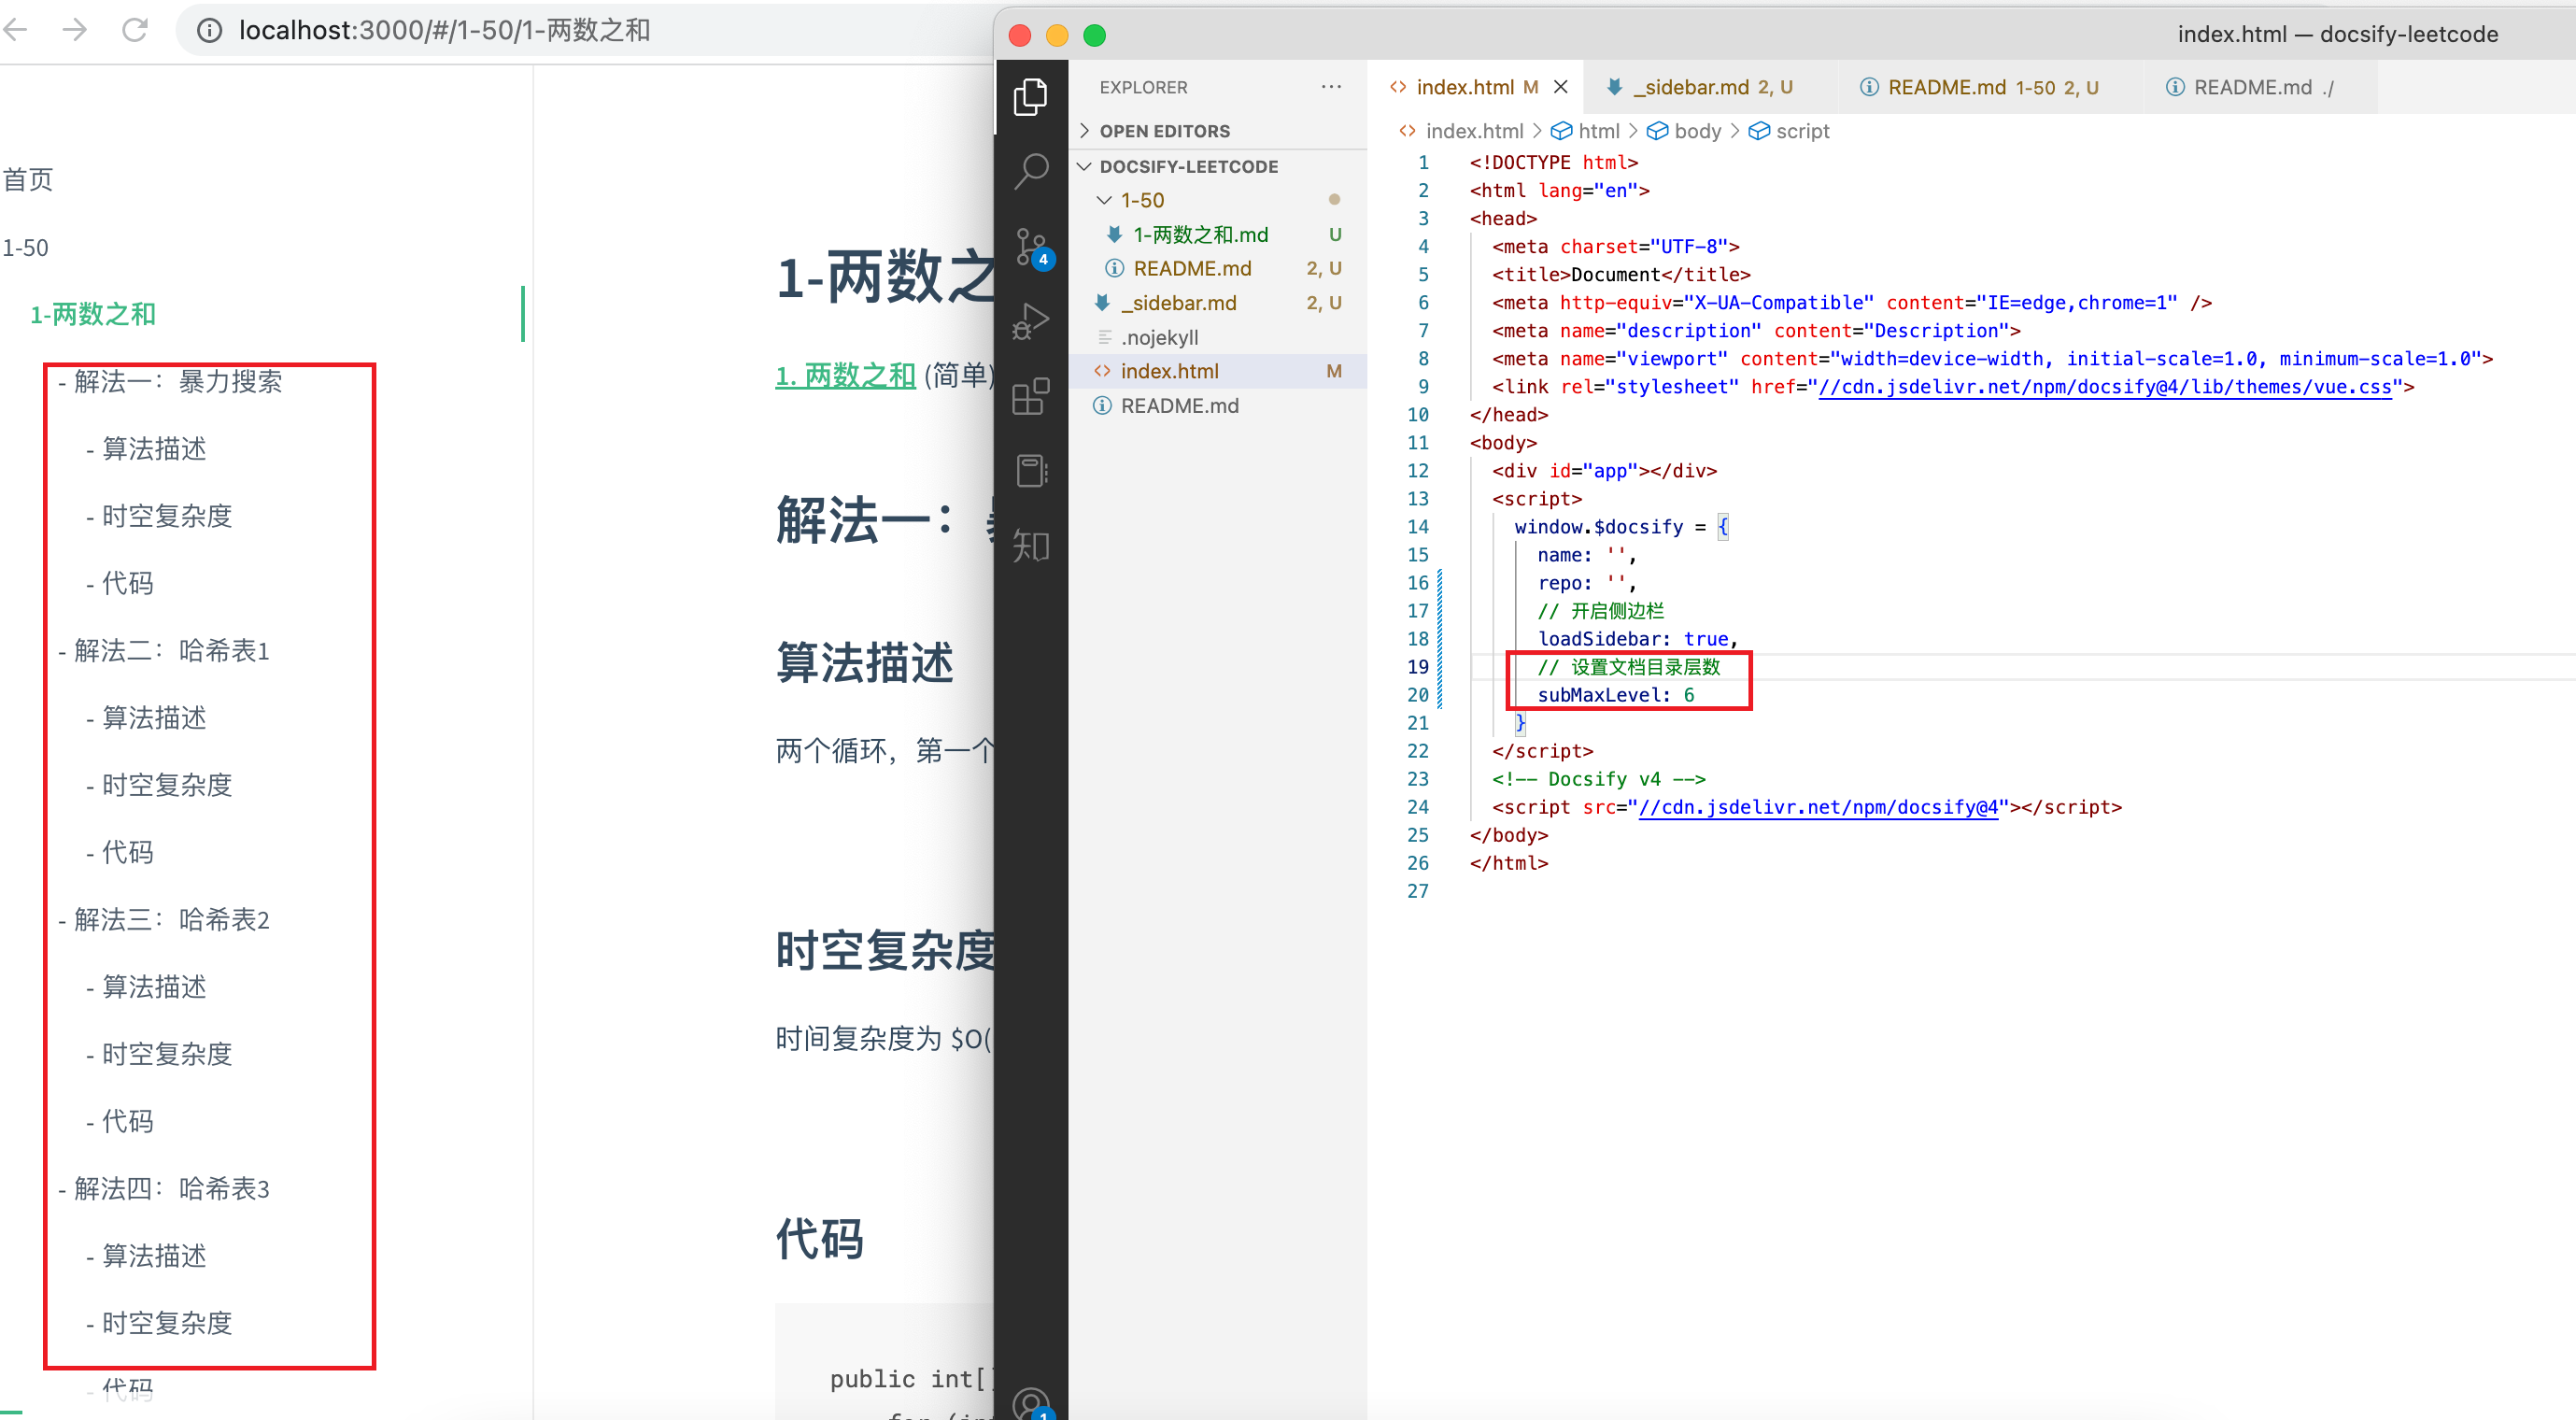 localhost:3000/#/1-50/1-两数之和
首页
1-50
1-两数之和
- 解法一：暴力搜索
- 算法描述
- 时空复杂度
- 代码
- 解法二：哈希表1
- 算法描述
- 时空复杂度
- 代码
- 解法三：哈希表2
- 算法描述
- 时空复杂度
- 代码
- 解法四：哈希表3
- 算法描述
- 时空复杂度
- 代码
1-两数之
1. 两数之和 (简单)
解法一：
算法描述
两个循环，第一个
时空复杂度
时间复杂度为 $O(
代码
public int[]
index.html — docsify-leetcode
EXPLORER
OPEN EDITORS
DOCSIFY-LEETCODE
1-50
1-两数之和.md U
README.md 2, U
_sidebar.md 2, U
.nojekyll
index.html M
README.md
4
知
1
index.html M
_sidebar.md 2, U
README.md 1-50 2, U
README.md ./
index.html > html > body > script
1 <!DOCTYPE html>
2 <html lang="en">
3 <head>
4 <meta charset="UTF-8">
5 <title>Document</title>
6 <meta http-equiv="X-UA-Compatible" content="IE=edge,chrome=1" />
7 <meta name="description" content="Description">
8 <meta name="viewport" content="width=device-width, initial-scale=1.0, minimum-scale=1.0">
9 <link rel="stylesheet" href="//cdn.jsdelivr.net/npm/docsify@4/lib/themes/vue.css">
10 </head>
11 <body>
12 <div id="app"></div>
13 <script>
14 window.$docsify = {
15 name: '',
16 repo: '',
17 // 开启侧边栏
18 loadSidebar: true,
19 // 设置文档目录层数
20 subMaxLevel: 6
21 }
22 </script>
23 <!-- Docsify v4 -->
24 <script src="//cdn.jsdelivr.net/npm/docsify@4"></script>
25 </body>
26 </html>
27